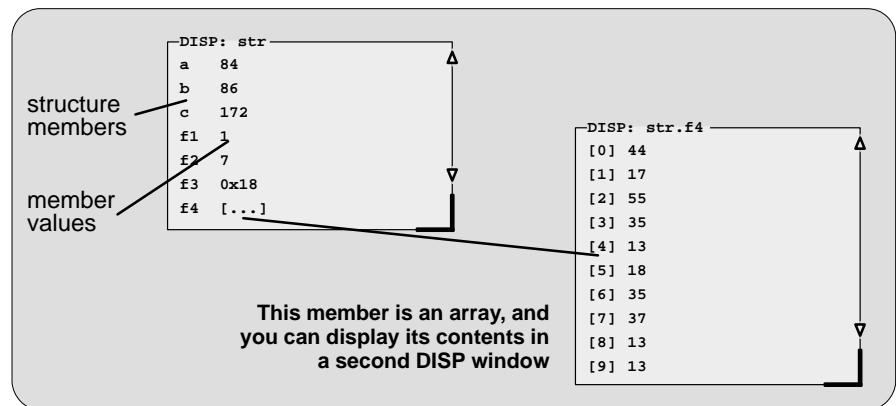 DISP: str
a 84
b 86
c 172
f1 1
f2 7
f3 0x18
f4 [...]
structure
members
member
values
DISP: str.f4
[0] 44
[1] 17
[2] 55
[3] 35
[4] 13
[5] 18
[6] 35
[7] 37
[8] 13
[9] 13
This member is an array, and
you can display its contents in
a second DISP window